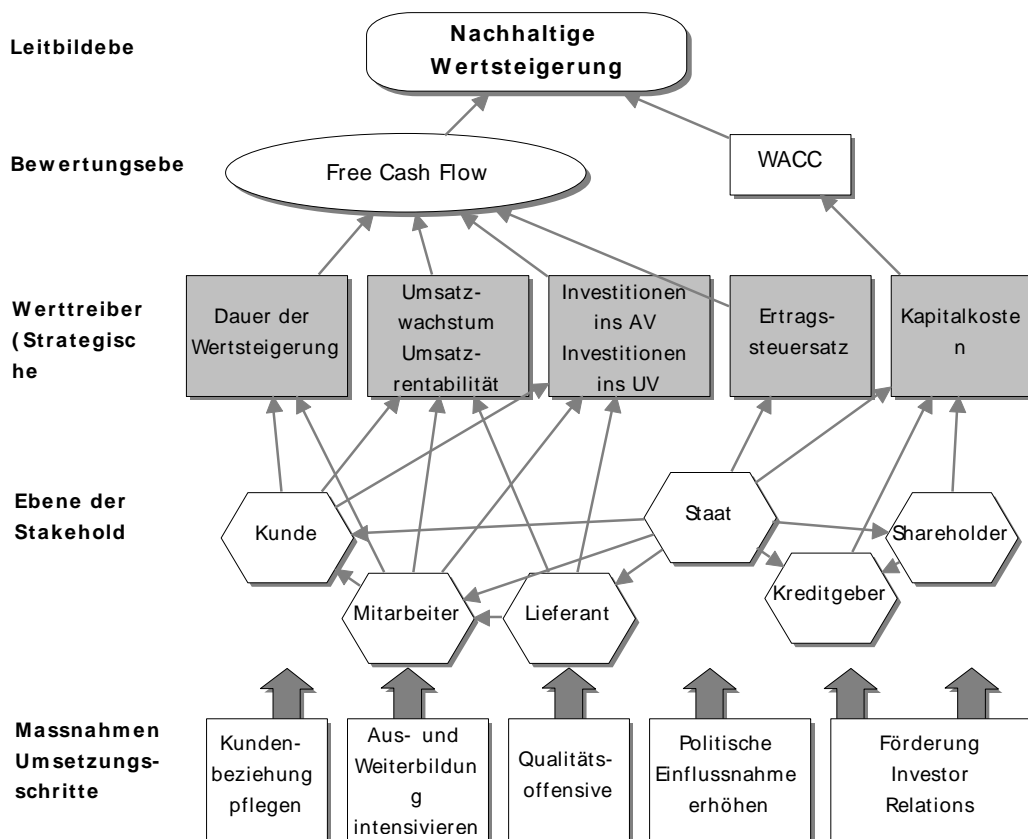 Leitbildebe
Nachhaltige
Wertsteigerung
Bewertungsebe
Free Cash Flow
WACC
Werttreiber
(Strategisc
he
Dauer der
Wertsteigerung
Umsatz-
wachstum
Umsatz-
rentabilität
Investitionen
ins AV
Investitionen
ins UV
Ertrags-
steuersatz
Kapitalkoste
n
Ebene der
Stakehold
Kunde
Mitarbeiter
Lieferant
Staat
Kreditgeber
Shareholder
Massnahmen
Umsetzungs-
schritte
Kunden-
beziehung
pflegen
Aus- und
Weiterbildun
g
intensivieren
Qualitäts-
offensive
Politische
Einflussnahme
erhöhen
Förderung
Investor
Relations